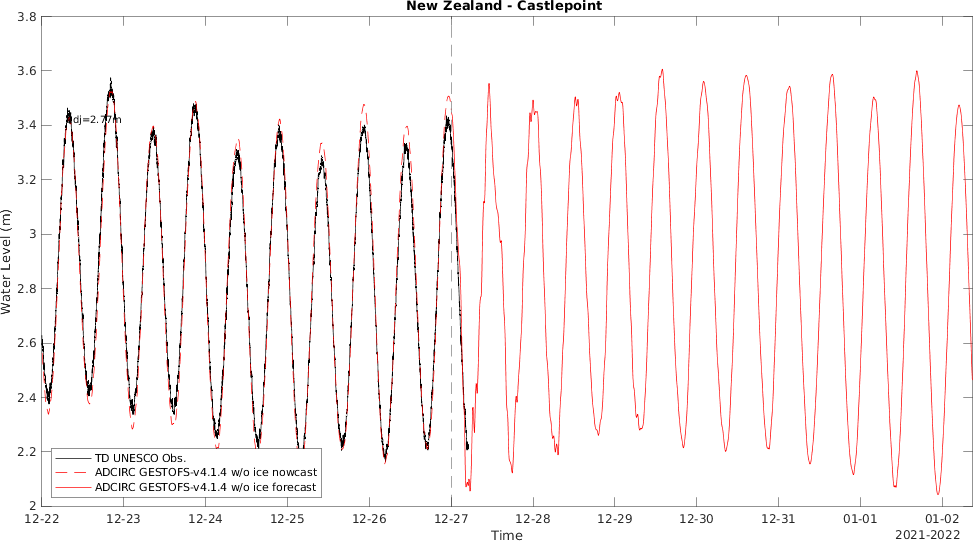 New Zealand - Castlepoint
3.8
3.6
3.4
3.2
3
2.8
2.6
2.4
2.2
2
Water Level (m)
dj=2.77m
TD UNESCO Obs.
ADCIRC GESTOFS-v4.1.4 w/o ice nowcast
ADCIRC GESTOFS-v4.1.4 w/o ice forecast
12-22 12-23 12-24 12-25 12-26 12-27 12-28 12-29 12-30 12-31 01-01 01-02
Time
2021-2022